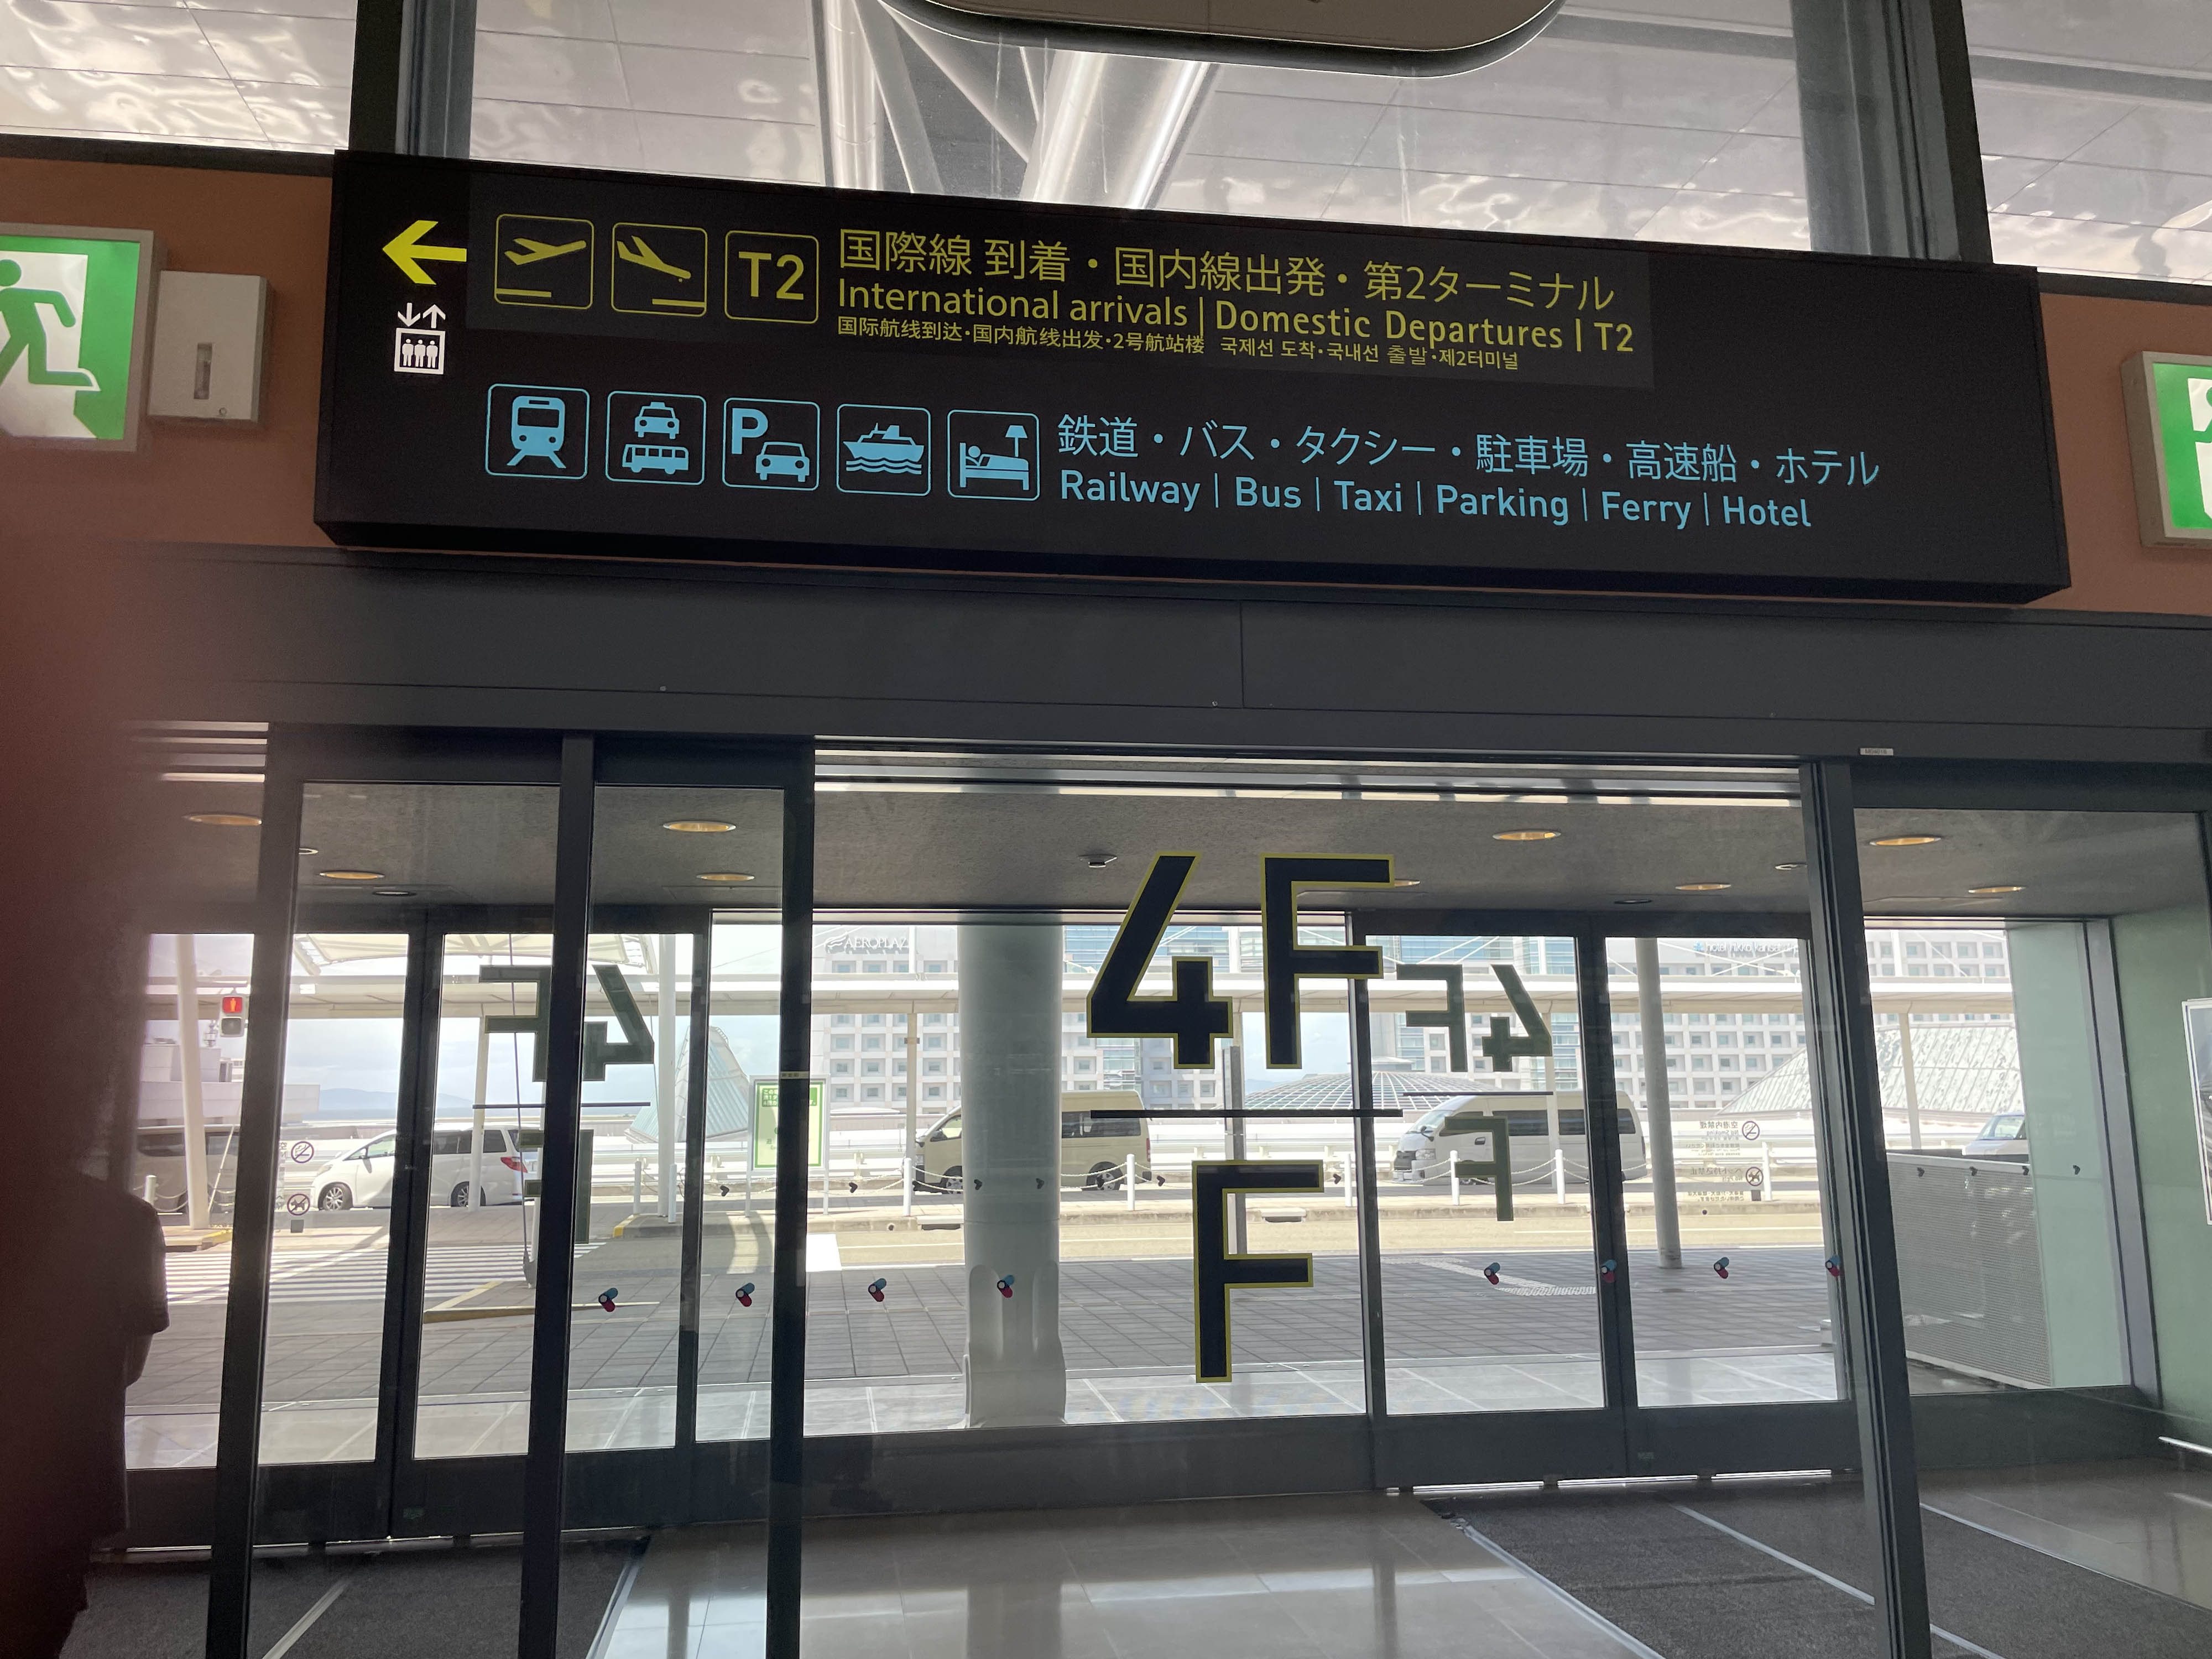 T2
国際線 到着・国内線出発・第2ターミナル
International arrivals | Domestic Departures | T2
国际航线到达・国内航线出发・2号航站楼 국제선 도착・국내선 출발・제2터미널
P
鉄道・バス・タクシー・駐車場・高速船・ホテル
Railway | Bus | Taxi | Parking | Ferry | Hotel
4F
4F
4F
F
F
F